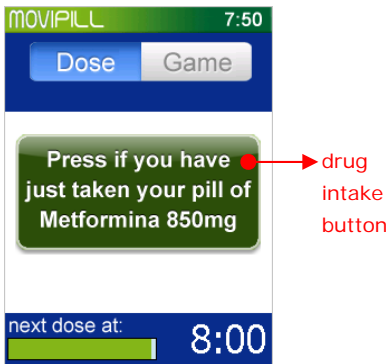 MOVIPILL 7:50
Dose Game
Press if you have
just taken your pill of
Metformina 850mg
drug
intake
button
next dose at:
8:00